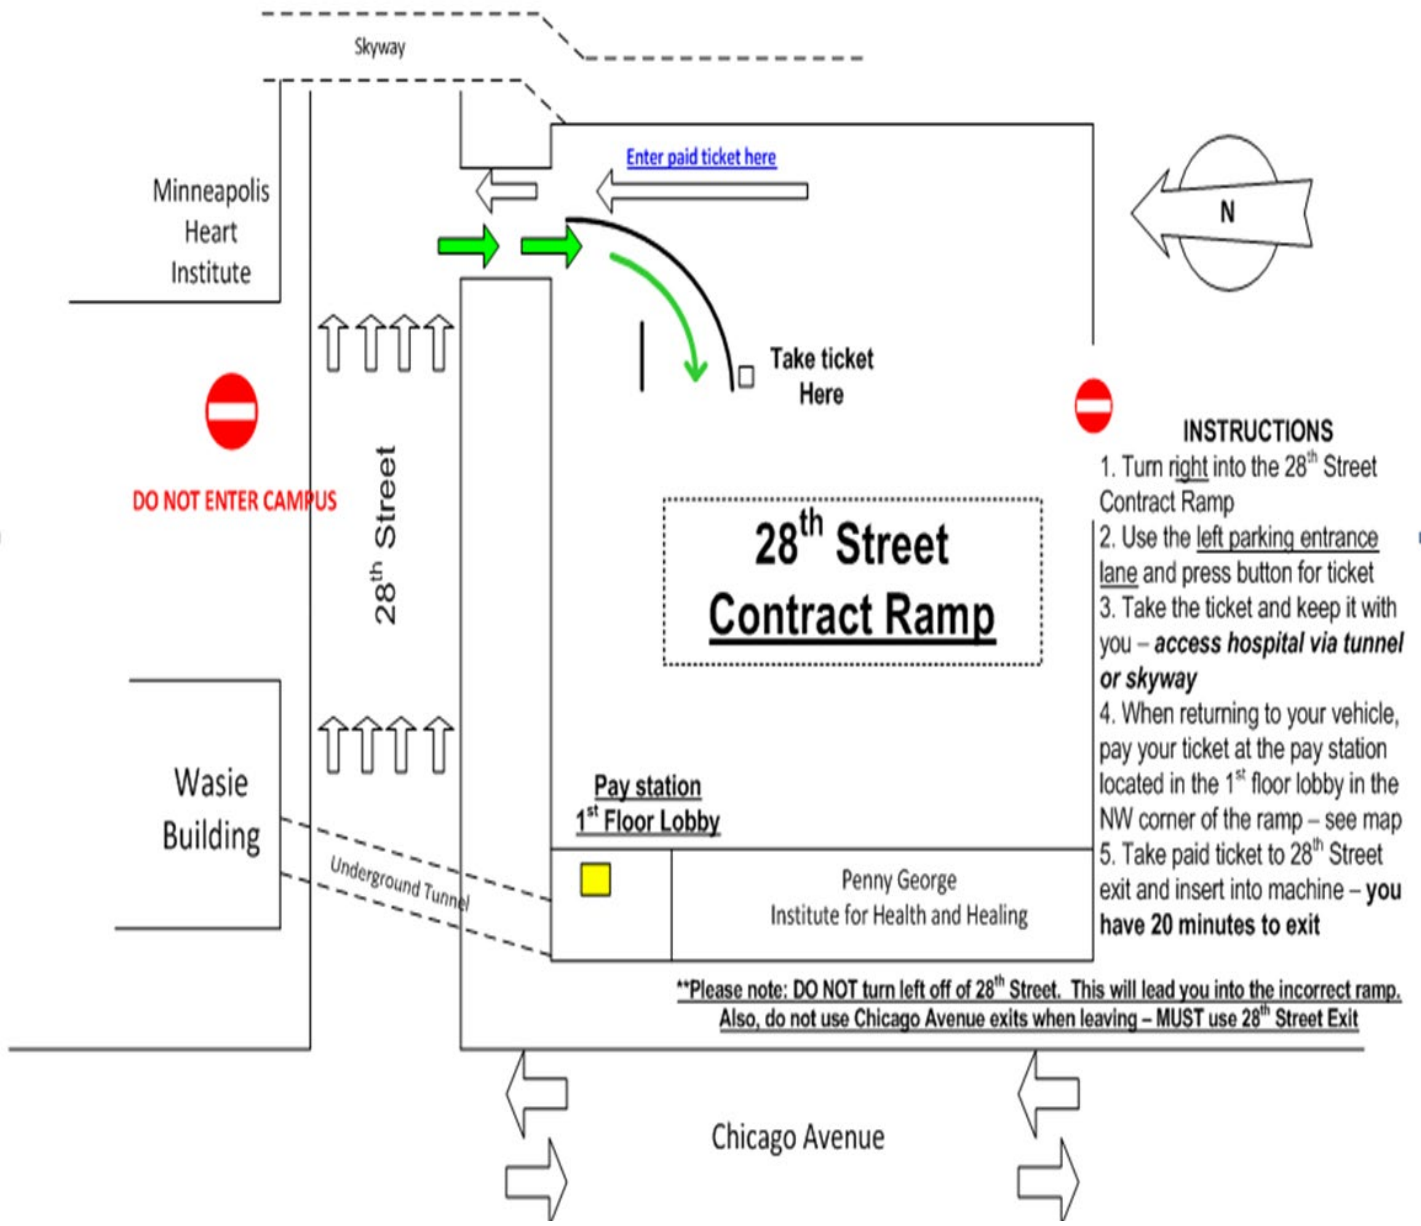 Skyway
Enter paid ticket here
Minneapolis
Heart
Institute
N
Take ticket
Here
DO NOT ENTER CAMPUS
28th Street
28th Street
Contract Ramp
INSTRUCTIONS
1. Turn right into the 28th Street
Contract Ramp
2. Use the left parking entrance
lane and press button for ticket
3. Take the ticket and keep it with
you – access hospital via tunnel
or skyway
4. When returning to your vehicle,
pay your ticket at the pay station
located in the 1st floor lobby in the
NW corner of the ramp – see map
5. Take paid ticket to 28th Street
exit and insert into machine – you
have 20 minutes to exit
Wasie
Building
Pay station
1st Floor Lobby
Underground Tunnel
Penny George
Institute for Health and Healing
**Please note: DO NOT turn left off of 28th Street. This will lead you into the incorrect ramp.
Also, do not use Chicago Avenue exits when leaving – MUST use 28th Street Exit
Chicago Avenue